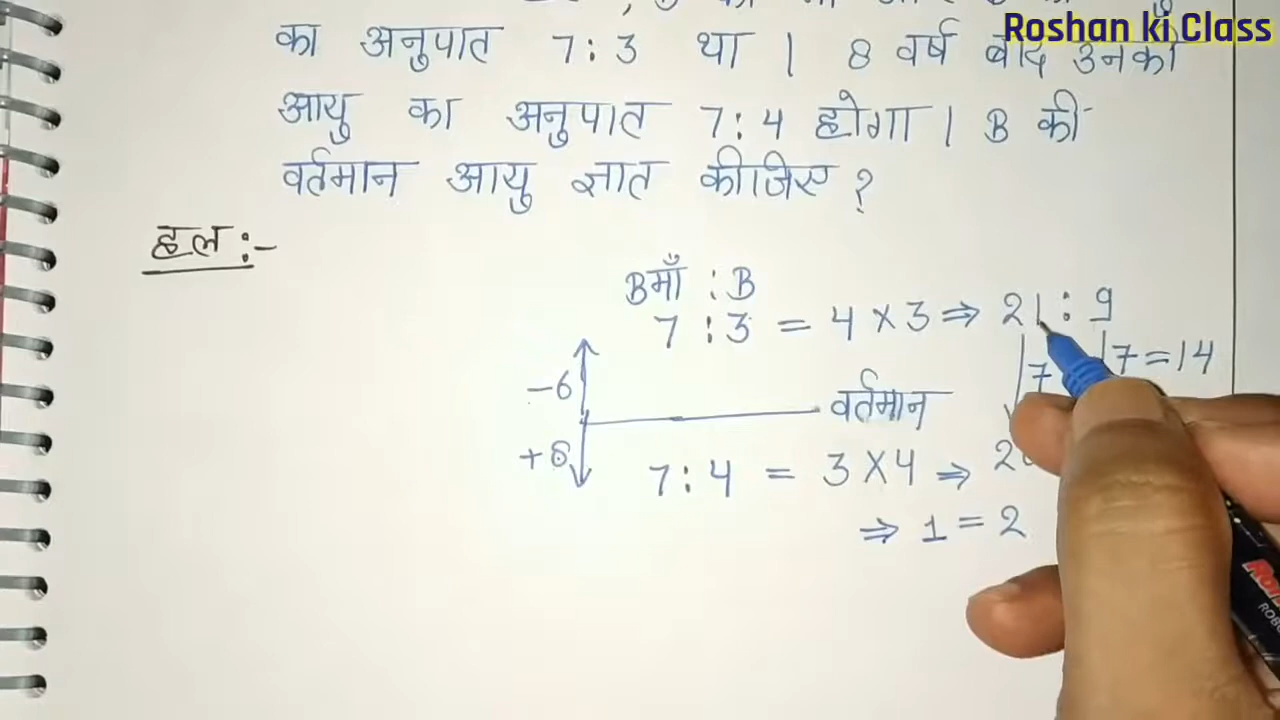 Roshan ki Class
का अनुपात 7:3 था | 8 वर्ष बाद उनकी
आयु का अनुपात 7:4 होगा | B की
वर्तमान आयु ज्ञात कीजिए ?
हल :-
Bमाँ : B
7 : 3 = 4 × 3 ⇒ 21 : 9
-6
7 = 14
7
वर्तमान
+8
7:4 = 3 × 4 ⇒ 2
⇒ 1 = 2